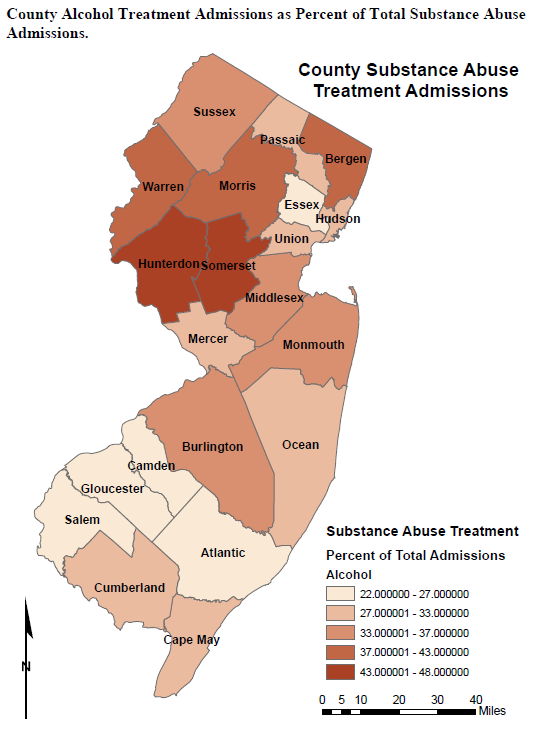 County Alcohol Treatment Admissions as Percent of Total Substance Abuse
Admissions.
County Substance Abuse
Treatment Admissions
Sussex
Passaic
Bergen
Warren
Morris
Essex
Hudson
Union
Hunterdon
Somerset
Middlesex
Mercer
Monmouth
Ocean
Burlington
Camden
Gloucester
Salem
Atlantic
Cumberland
Cape May
Substance Abuse Treatment
Percent of Total Admissions
Alcohol
22.000000 - 27.000000
27.000001 - 33.000000
33.000001 - 37.000000
37.000001 - 43.000000
43.000001 - 48.000000
N
0 5 10 20 30 40
Miles